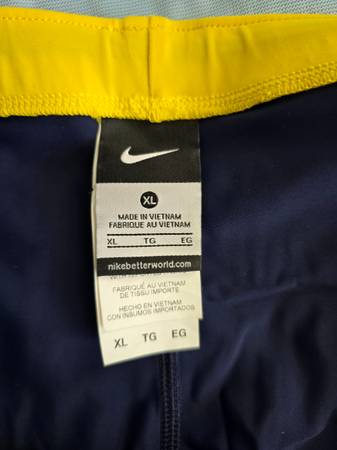 XL
MADE IN VIETNAM
FABRIQUE AU VIETNAM
XL TG EG
nikebetterworld.com
FABRIQUÉ AU VIETNAM
DE TISSU IMPORTÉ
HECHO EN VIETNAM
CON INSUMOS IMPORTADOS
XL TG EG